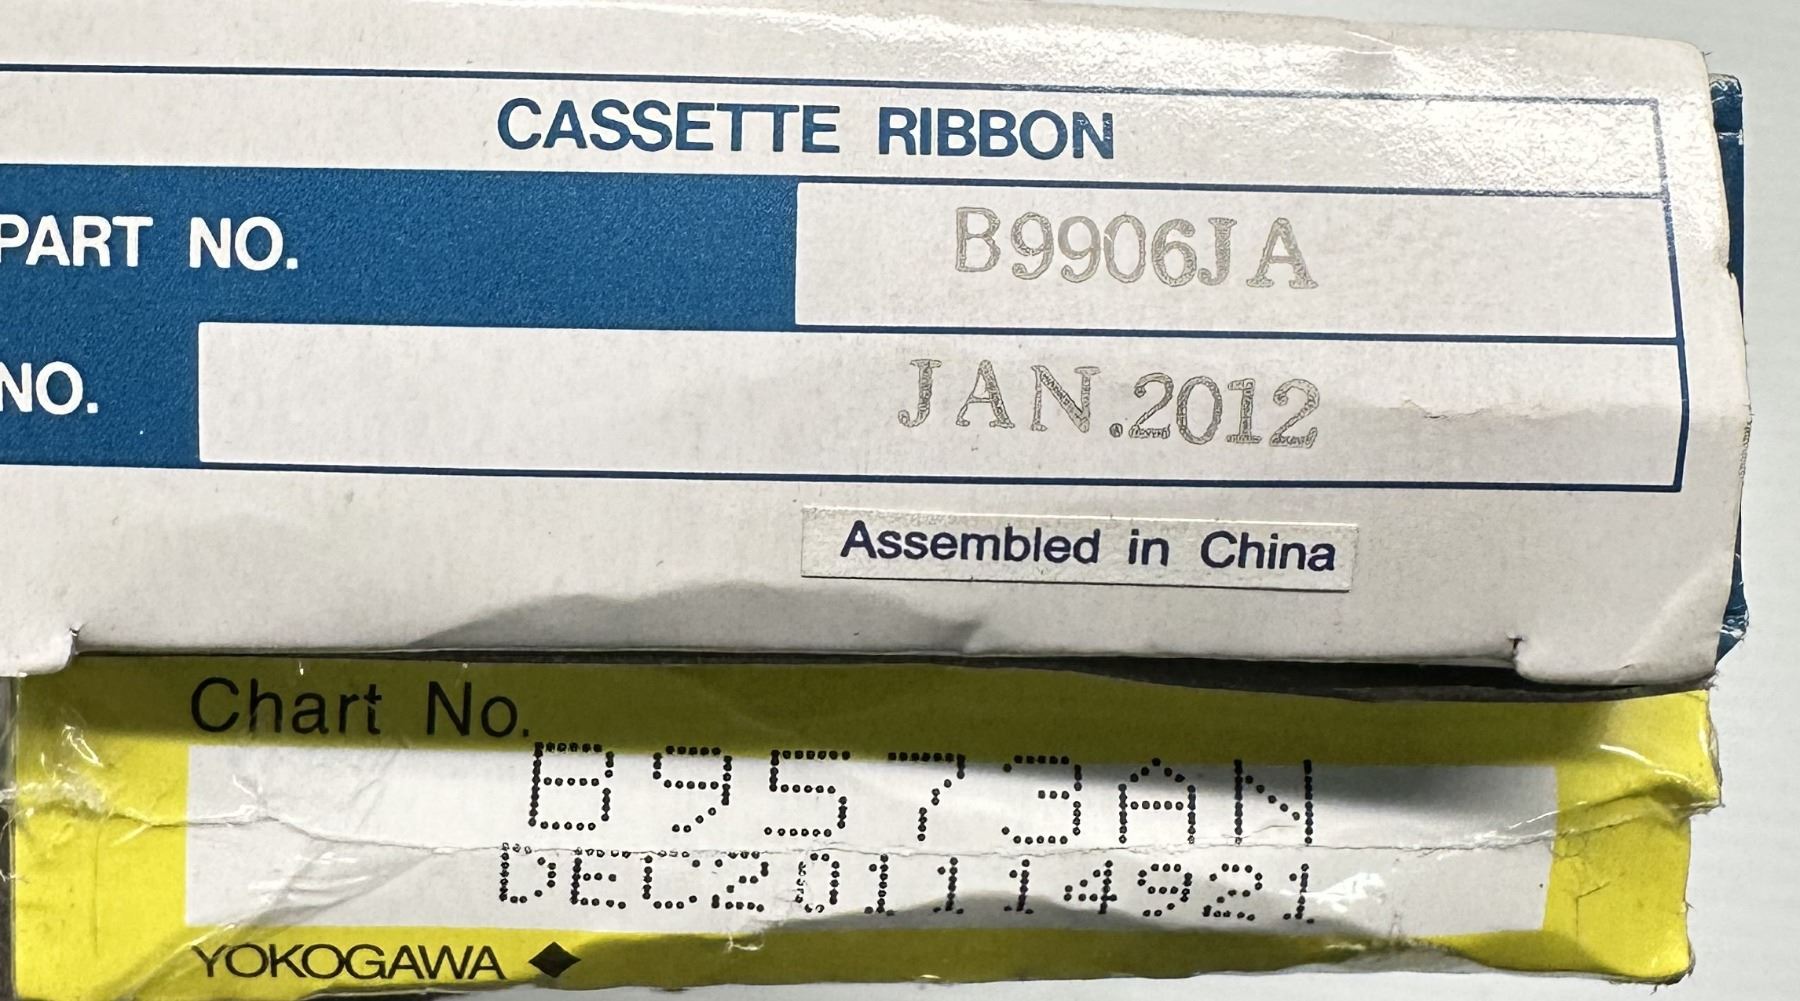 CASSETTE RIBBON
PART NO. B9906JA
NO. JAN.2012
Assembled in China
Chart No.
B9573AN
DEC201114921
YOKOGAWA